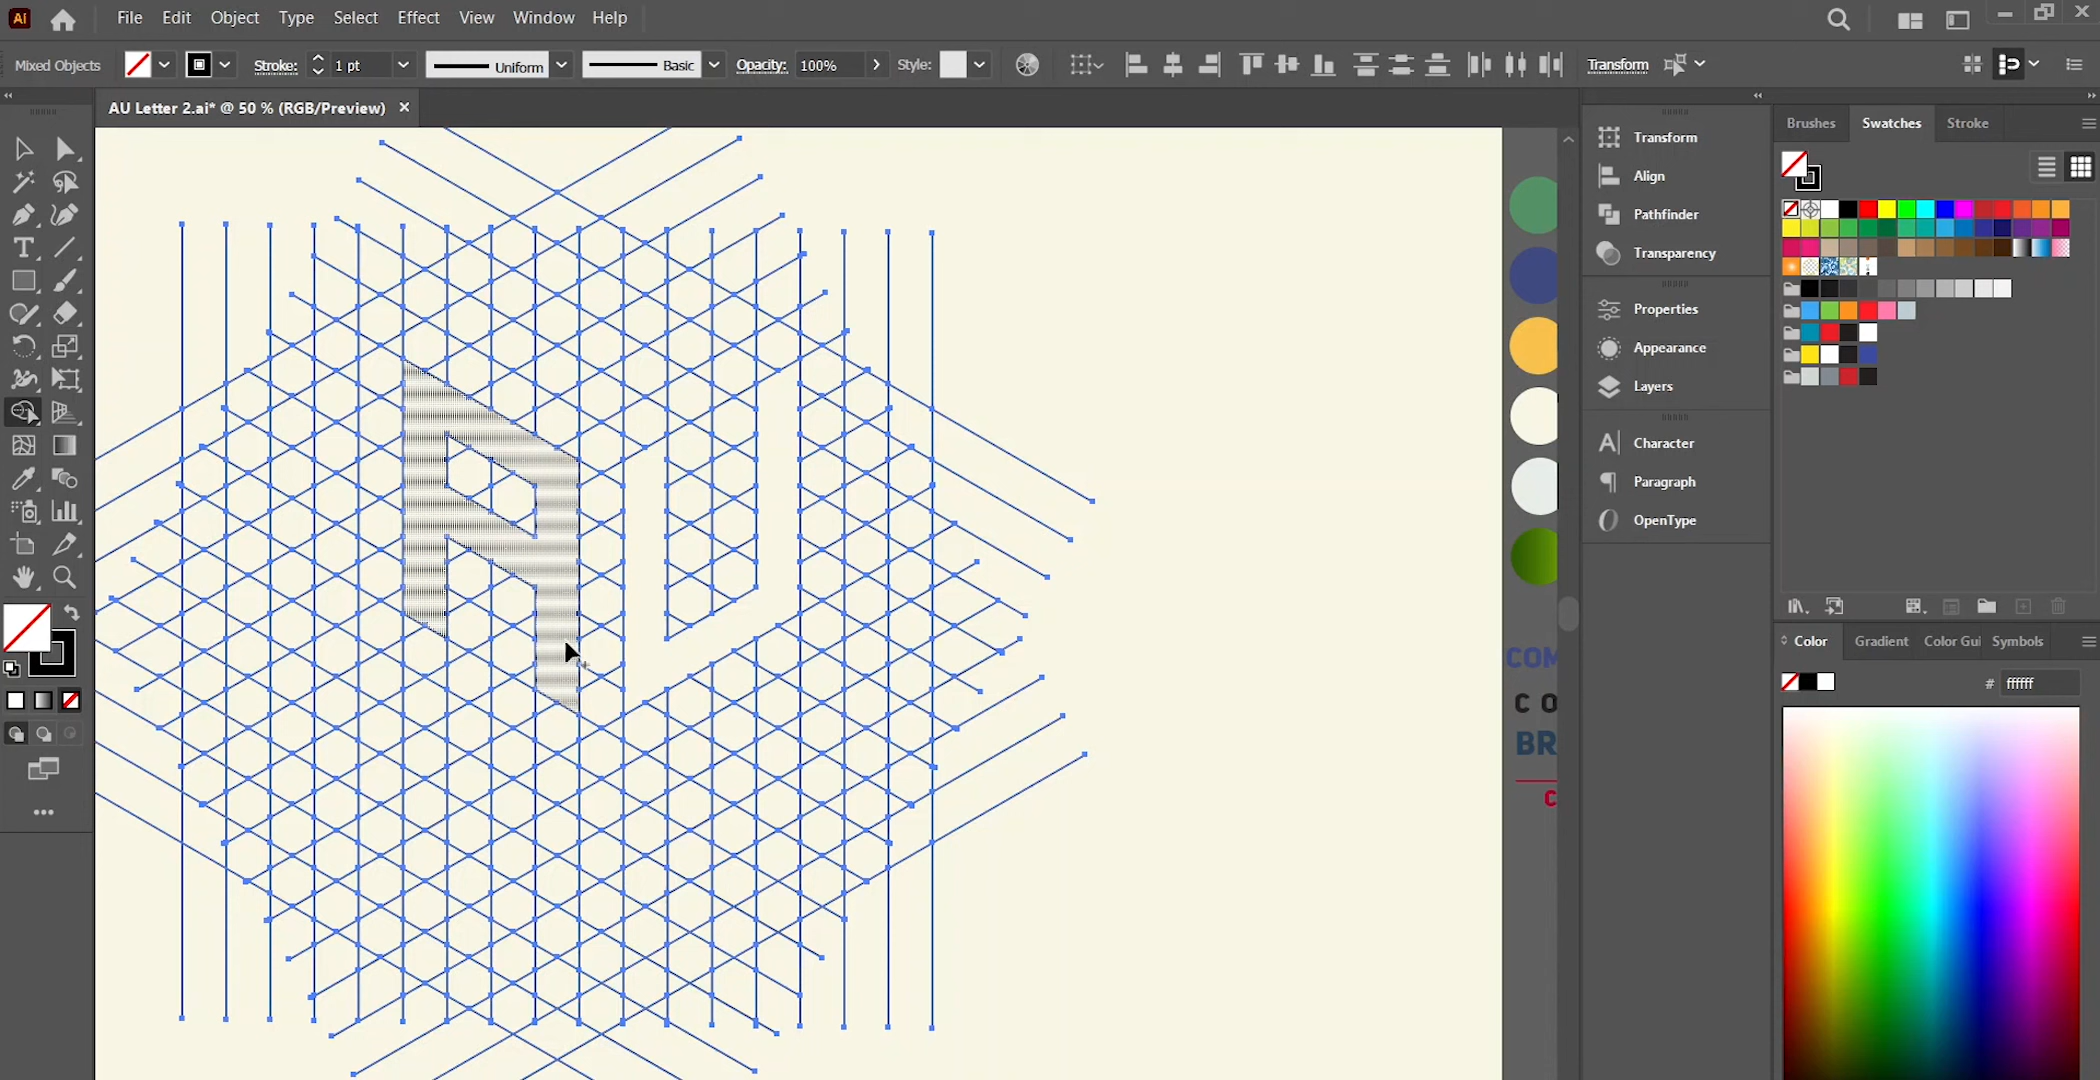 Ai File Edit Object Type Select Effect View Window Help
Mixed Objects Stroke: 1 pt Uniform Basic Opacity: 100% Style: Transform
AU Letter 2.ai* @ 50 % (RGB/Preview) ×
Transform
Align
Pathfinder
Transparency
Properties
Appearance
Layers
Character
Paragraph
OpenType
Brushes Swatches Stroke
Color Gradient Color Gui Symbols
# ffffff
COM
C O
BR
C